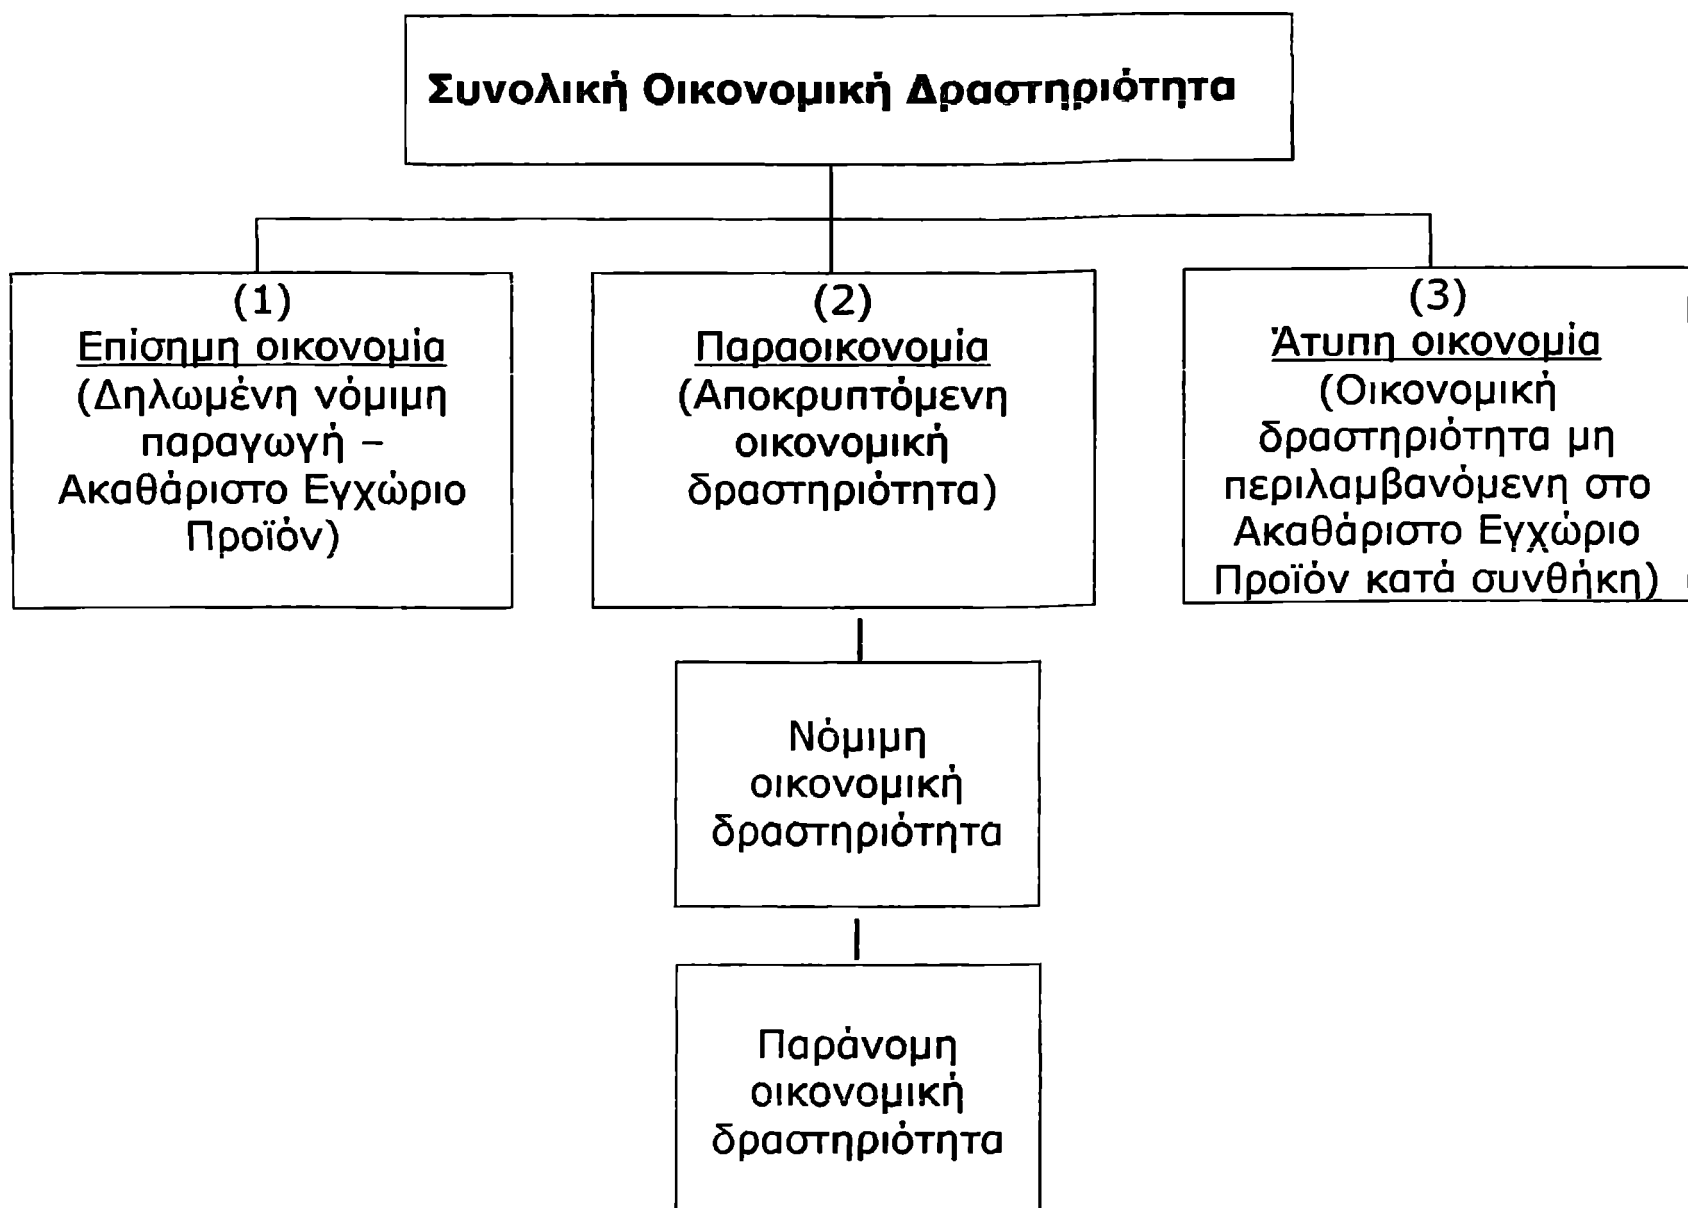 Συνολική Οικονομική Δραστηριότητα
(1)
Επίσημη οικονομία
(Δηλωμένη νόμιμη
παραγωγή –
Ακαθάριστο Εγχώριο
Προϊόν)
(2)
Παραοικονομία
(Αποκρυπτόμενη
οικονομική
δραστηριότητα)
(3)
Άτυπη οικονομία
(Οικονομική
δραστηριότητα μη
περιλαμβανόμενη στο
Ακαθάριστο Εγχώριο
Προϊόν κατά συνθήκη)
Νόμιμη
οικονομική
δραστηριότητα
Παράνομη
οικονομική
δραστηριότητα